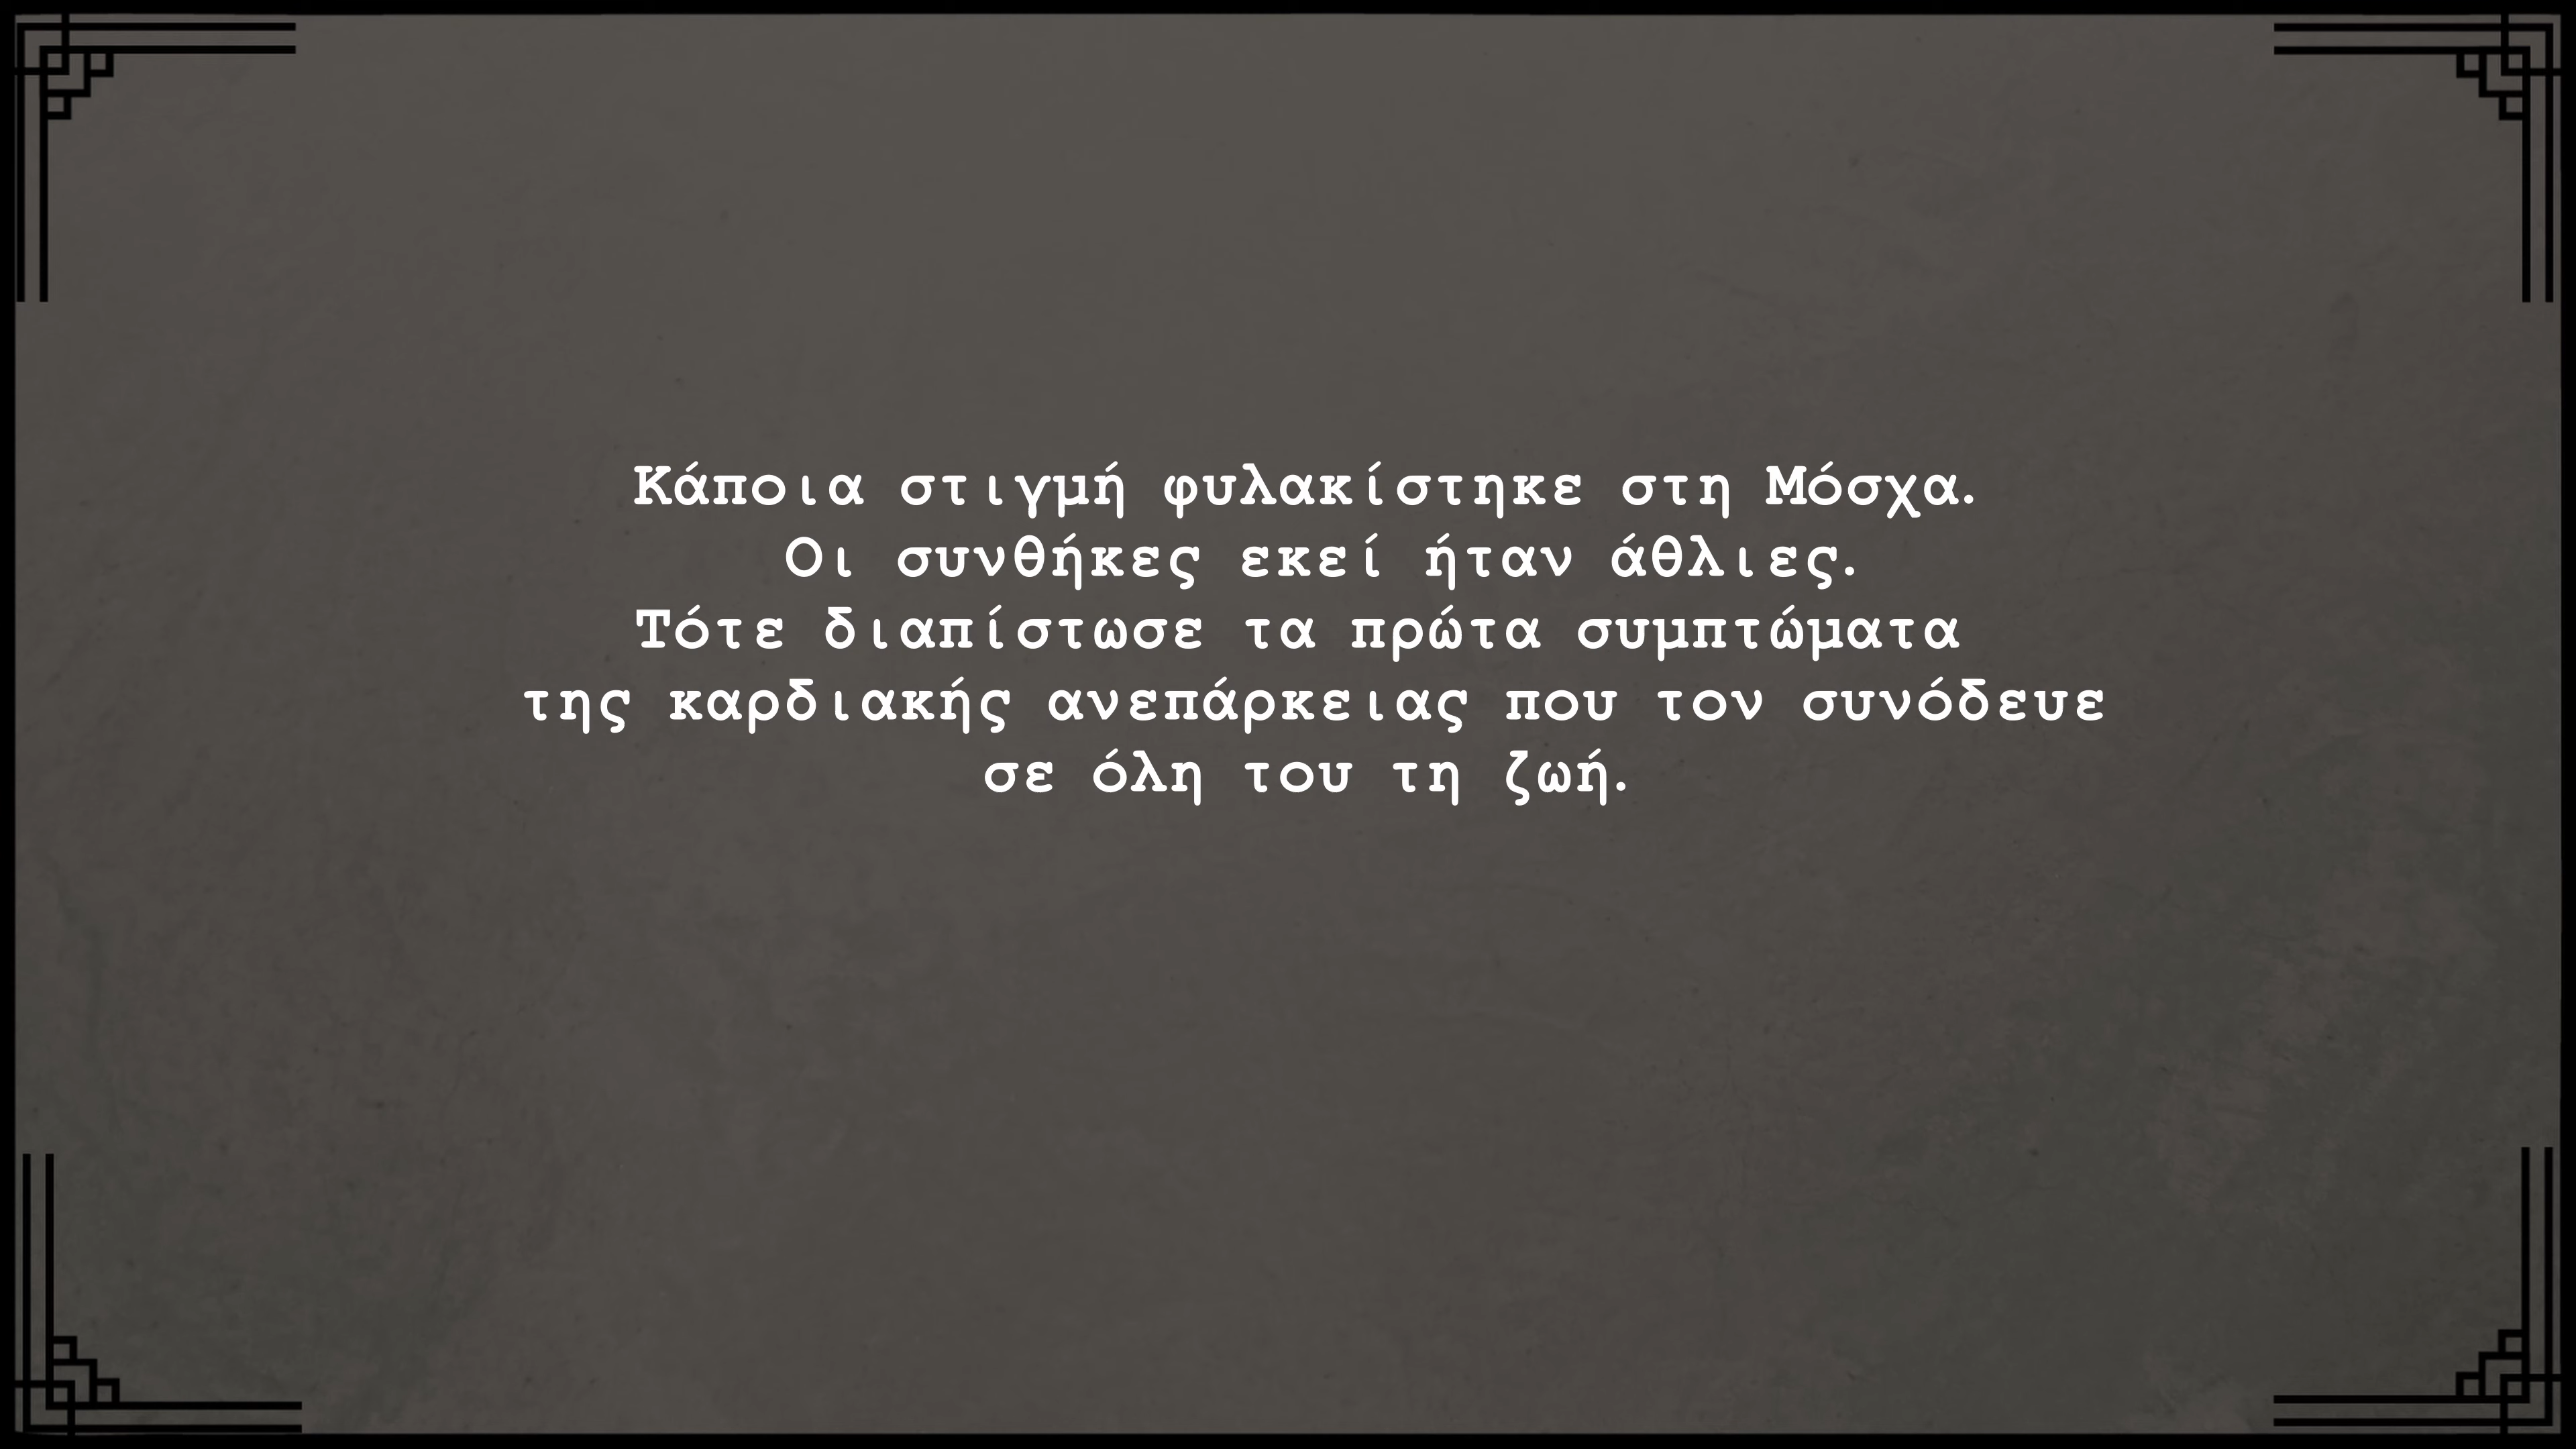 Κάποια στιγμή φυλακίστηκε στη Μόσχα.
Οι συνθήκες εκεί ήταν άθλιες.
Τότε διαπίστωσε τα πρώτα συμπτώματα
της καρδιακής ανεπάρκειας που τον συνόδευε
σε όλη του τη ζωή.